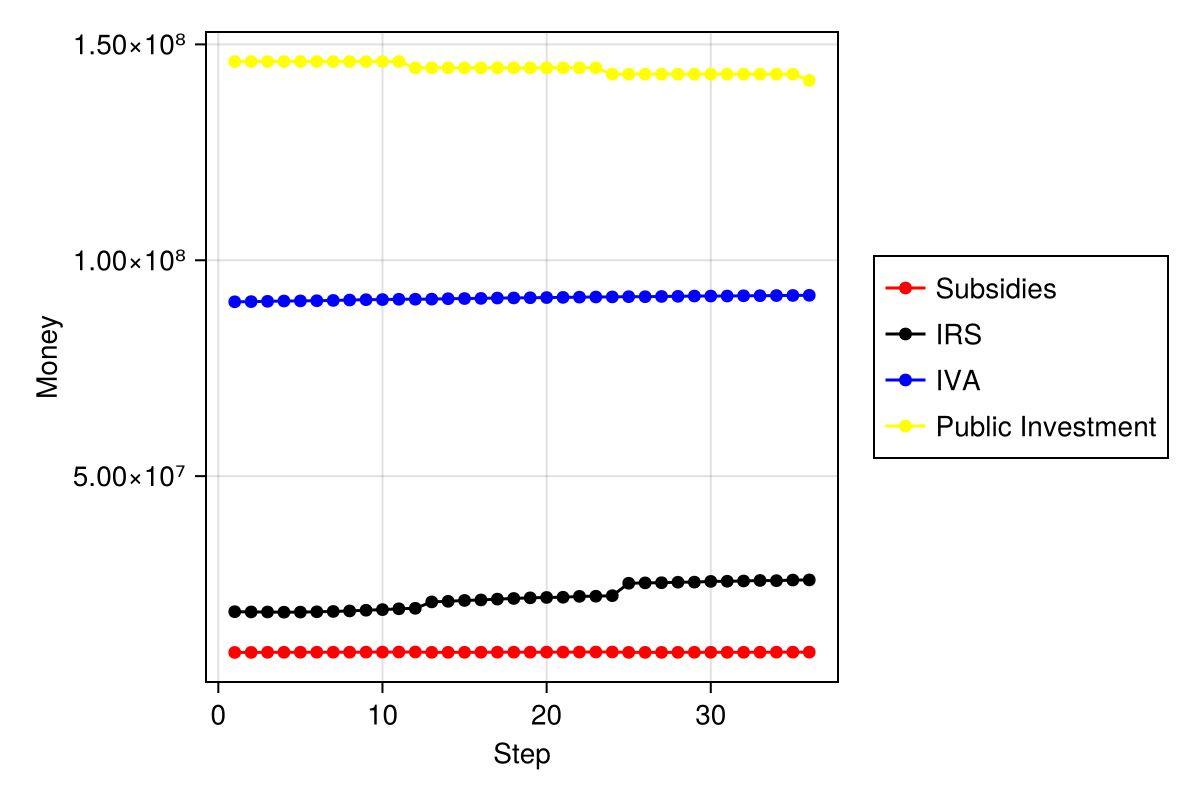 1.50×10⁸
1.00×10⁸
5.00×10⁷
Money
0 10 20 30
Step
Subsidies
IRS
IVA
Public Investment